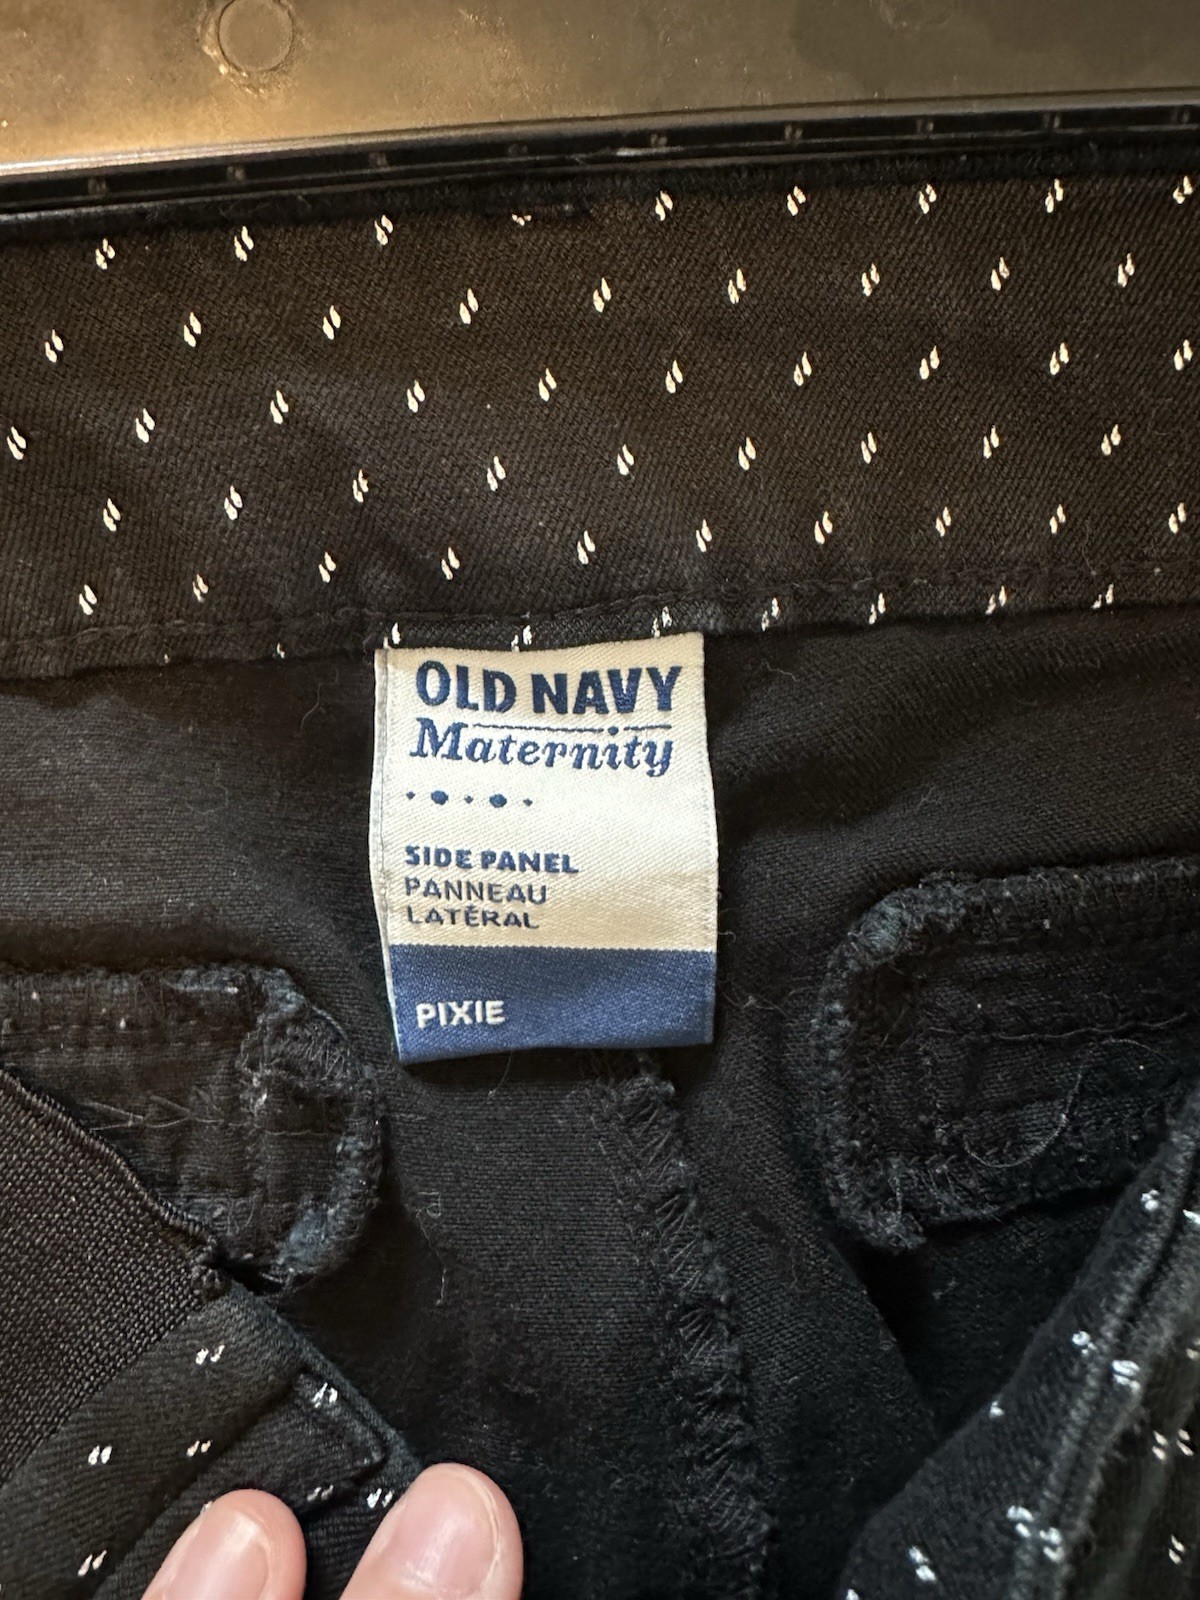 OLD NAVY
Maternity
SIDE PANEL
PANNEAU
LATÉRAL
PIXIE